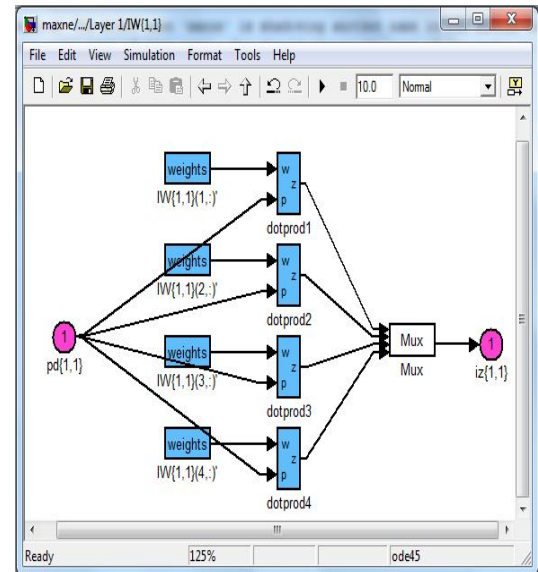 maxne/.../Layer 1/IW{1,1}
File Edit View Simulation Format Tools Help
10.0 Normal
weights
w
z
p
IW{1,1}(1,:)'
dotprod1
weights
w
z
p
IW{1,1}(2,:)'
dotprod2
1
pd{1,1}
Mux
Mux
1
iz{1,1}
weights
w
z
p
IW{1,1}(3,:)'
dotprod3
weights
w
z
p
IW{1,1}(4,:)'
dotprod4
Ready 125% ode45